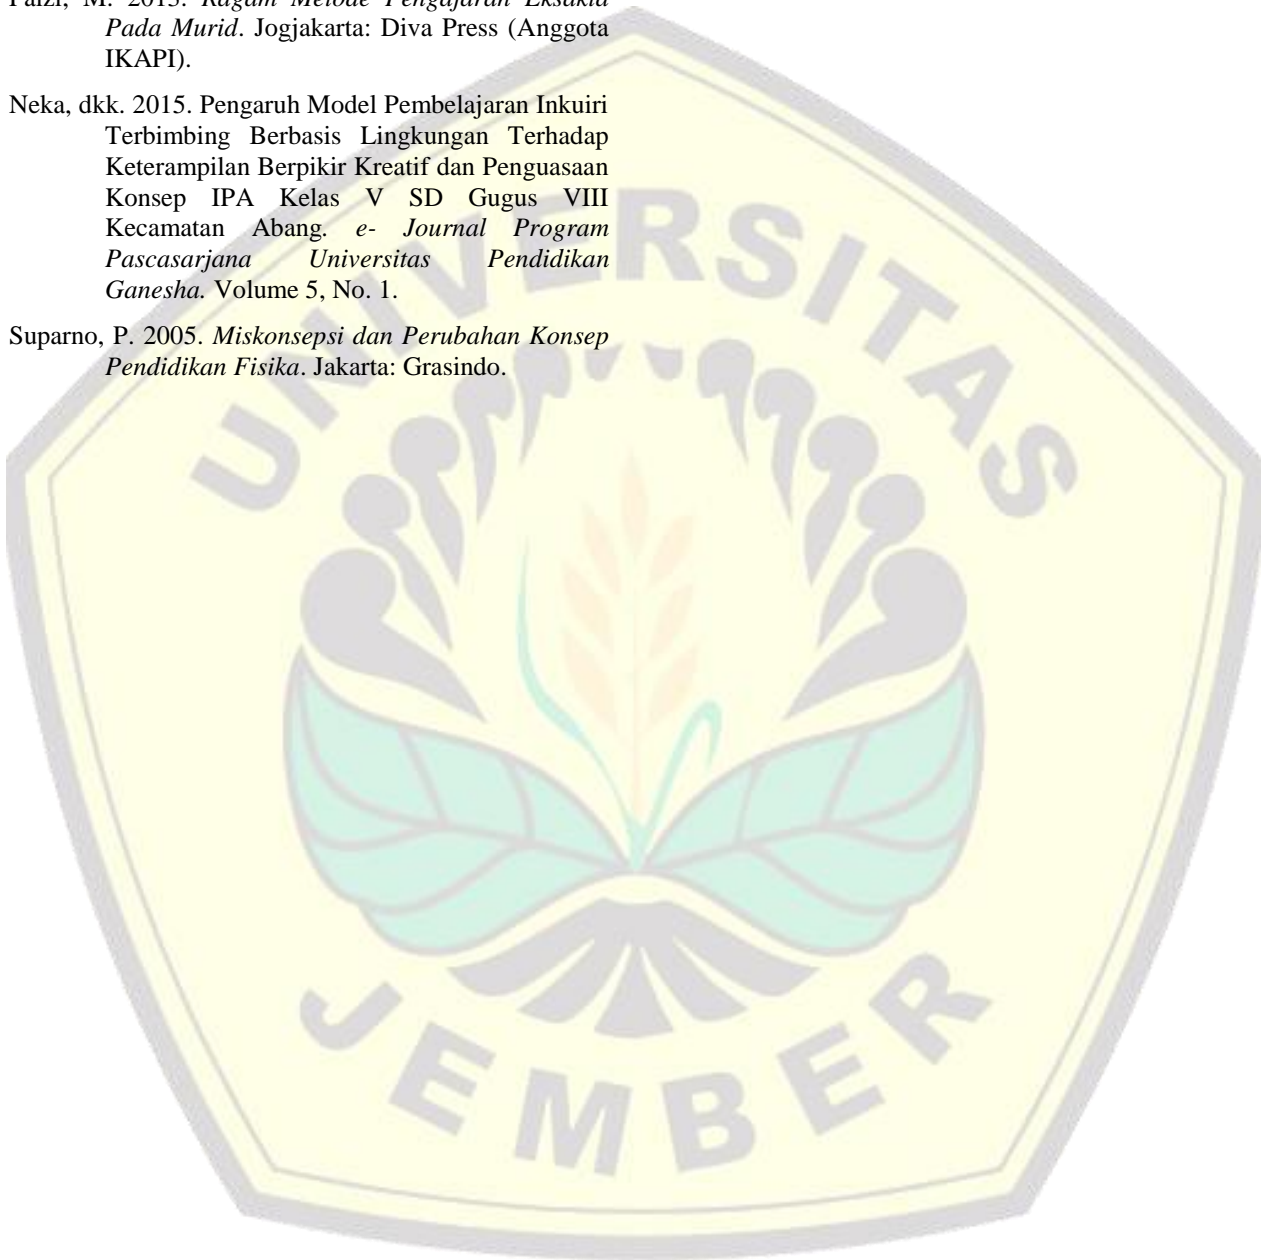 Faizi, M. 2013. Ragam Metode Pengajaran Eksakta
Pada Murid. Jogjakarta: Diva Press (Anggota
IKAPI).
Neka, dkk. 2015. Pengaruh Model Pembelajaran Inkuiri
Terbimbing Berbasis Lingkungan Terhadap
Keterampilan Berpikir Kreatif dan Penguasaan
Konsep IPA Kelas V SD Gugus VIII
Kecamatan Abang. e- Journal Program
Pascasarjana Universitas Pendidikan
Ganesha. Volume 5, No. 1.
Suparno, P. 2005. Miskonsepsi dan Perubahan Konsep
Pendidikan Fisika. Jakarta: Grasindo.
UNIVERSITAS
JEMBER